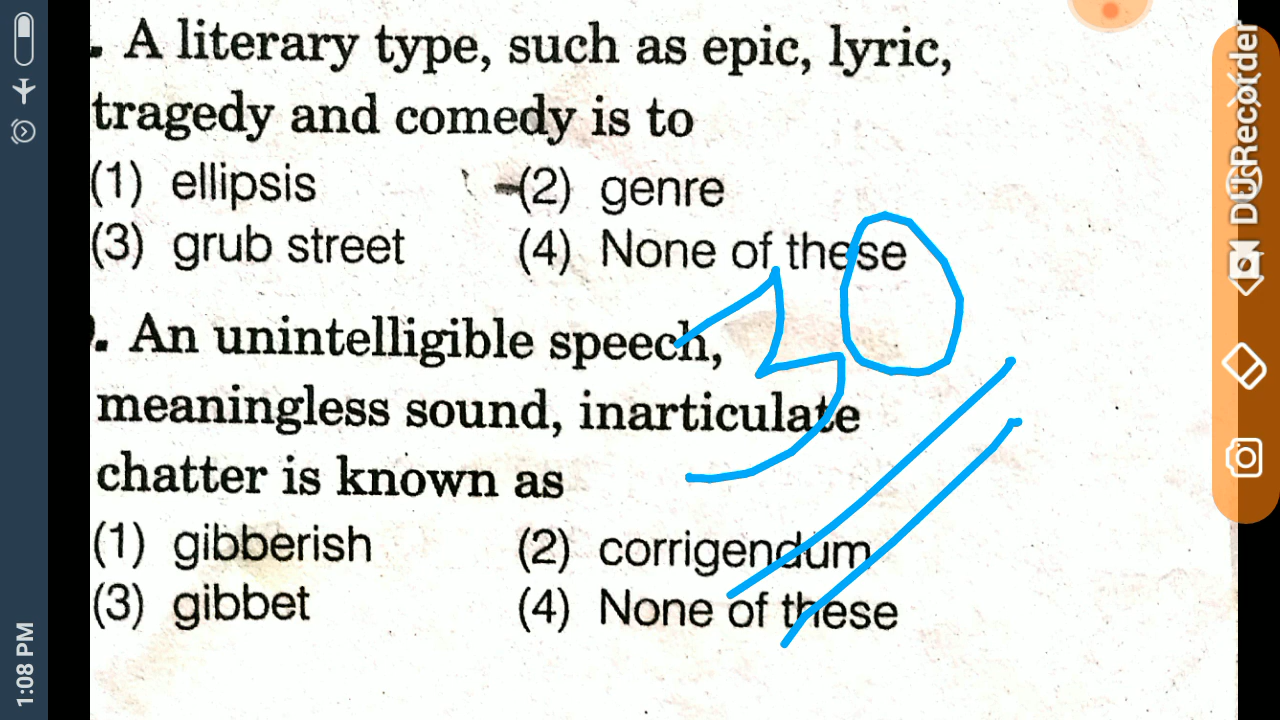 . A literary type, such as epic, lyric,
tragedy and comedy is to
(1) ellipsis (2) genre
(3) grub street (4) None of these
. An unintelligible speech,
meaningless sound, inarticulate
chatter is known as
(1) gibberish (2) corrigendum
(3) gibbet (4) None of these
30
1:08 PM
DU Recorder